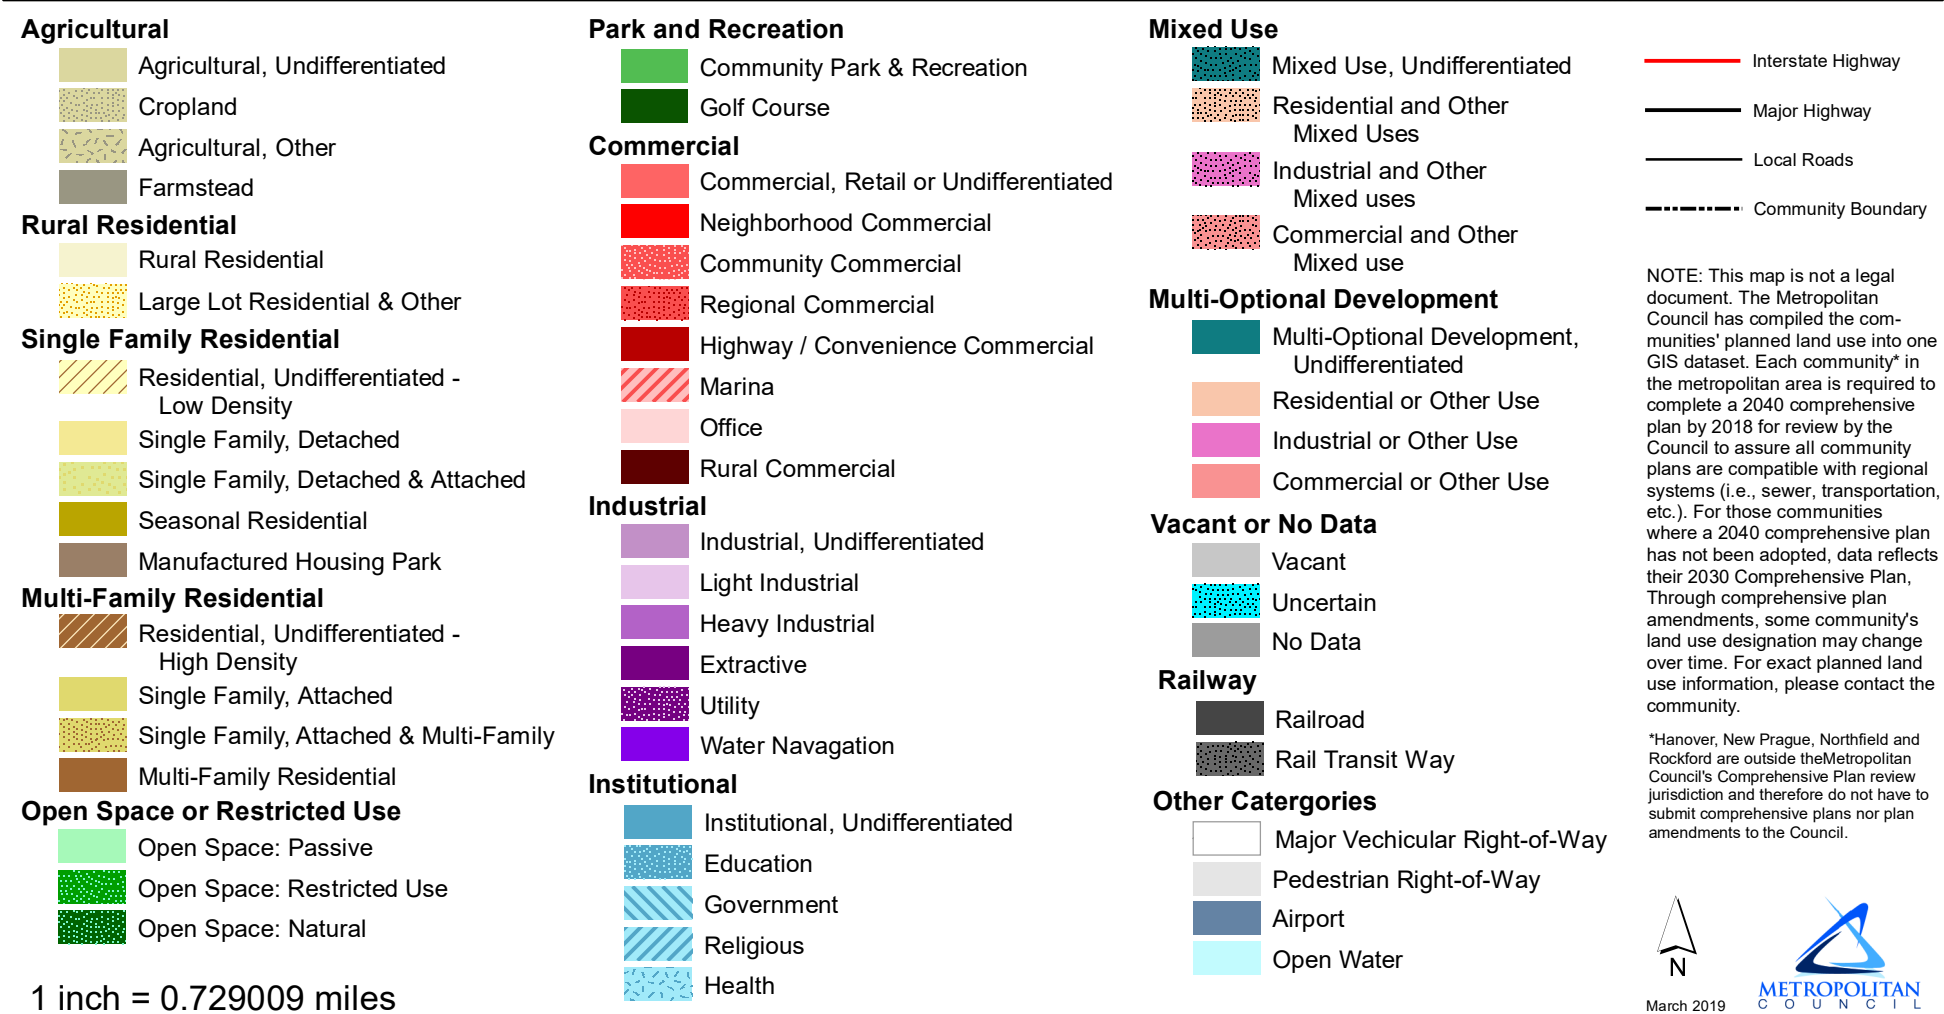 Agricultural
Agricultural, Undifferentiated
Cropland
Agricultural, Other
Farmstead
Rural Residential
Rural Residential
Large Lot Residential & Other
Single Family Residential
Residential, Undifferentiated -
Low Density
Single Family, Detached
Single Family, Detached & Attached
Seasonal Residential
Manufactured Housing Park
Multi-Family Residential
Residential, Undifferentiated -
High Density
Single Family, Attached
Single Family, Attached & Multi-Family
Multi-Family Residential
Open Space or Restricted Use
Open Space: Passive
Open Space: Restricted Use
Open Space: Natural
1 inch = 0.729009 miles
Park and Recreation
Community Park & Recreation
Golf Course
Commercial
Commercial, Retail or Undifferentiated
Neighborhood Commercial
Community Commercial
Regional Commercial
Highway / Convenience Commercial
Marina
Office
Rural Commercial
Industrial
Industrial, Undifferentiated
Light Industrial
Heavy Industrial
Extractive
Utility
Water Navagation
Institutional
Institutional, Undifferentiated
Education
Government
Religious
Health
Mixed Use
Mixed Use, Undifferentiated
Residential and Other
Mixed Uses
Industrial and Other
Mixed uses
Commercial and Other
Mixed use
Multi-Optional Development
Multi-Optional Development,
Undifferentiated
Residential or Other Use
Industrial or Other Use
Commercial or Other Use
Vacant or No Data
Vacant
Uncertain
No Data
Railway
Railroad
Rail Transit Way
Other Catergories
Major Vechicular Right-of-Way
Pedestrian Right-of-Way
Airport
Open Water
Interstate Highway
Major Highway
Local Roads
Community Boundary
NOTE: This map is not a legal
document. The Metropolitan
Council has compiled the com-
munities' planned land use into one
GIS dataset. Each community* in
the metropolitan area is required to
complete a 2040 comprehensive
plan by 2018 for review by the
Council to assure all community
plans are compatible with regional
systems (i.e., sewer, transportation,
etc.). For those communities
where a 2040 comprehensive plan
has not been adopted, data reflects
their 2030 Comprehensive Plan,
Through comprehensive plan
amendments, some community's
land use designation may change
over time. For exact planned land
use information, please contact the
community.
*Hanover, New Prague, Northfield and
Rockford are outside theMetropolitan
Council's Comprehensive Plan review
jurisdiction and therefore do not have to
submit comprehensive plans nor plan
amendments to the Council.
N
March 2019
METROPOLITAN
COUNCIL